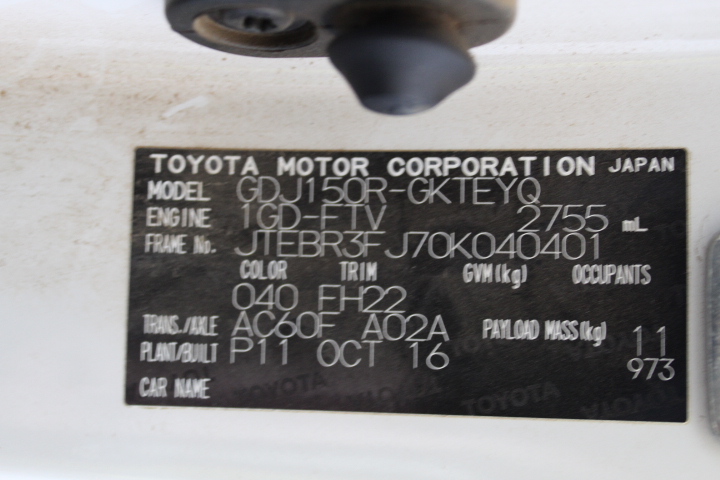 TOYOTA MOTOR CORPORATION JAPAN
MODEL GDJ150R-GKTEYQ
ENGINE 1GD-FTV 2755 mL
FRAME No. JTEBR3FJ70K040401
COLOR TRIM GVM(kg) OCCUPANTS
040 FH22
TRANS./AXLE AC60F A02A PAYLOAD MASS(kg) 11
PLANT/BUILT P11 OCT 16 973
CAR NAME
TOYOTA